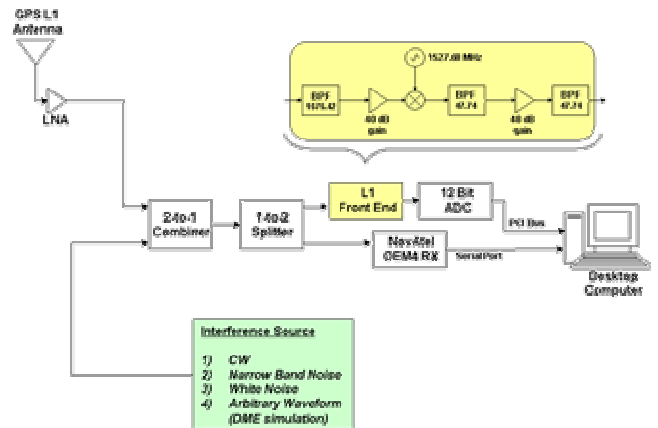 GPS L1
Antenna
LNA
1527.68 MHz
BPF
1575.42
40 dB
gain
BPF
47.74
40 dB
gain
BPF
47.74
2-to-1
Combiner
1-to-2
Splitter
L1
Front End
12 Bit
ADC
NovAtel
OEM4 RX
PCI Bus
Serial Port
Desktop
Computer
Interference Source
1) CW
2) Narrow Band Noise
3) White Noise
4) Arbitrary Waveform
(DME simulation)